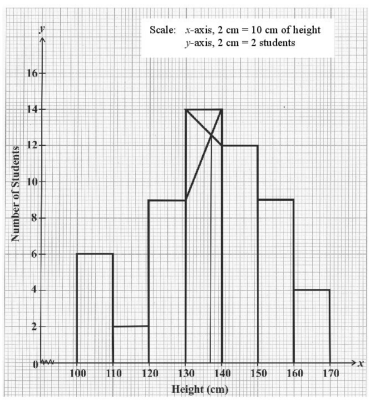 y
Scale: x-axis, 2 cm = 10 cm of height
y-axis, 2 cm = 2 students
16
14
12
10
8
6
4
2
0
Number of Students
100 110 120 130 140 150 160 170
x
Height (cm)